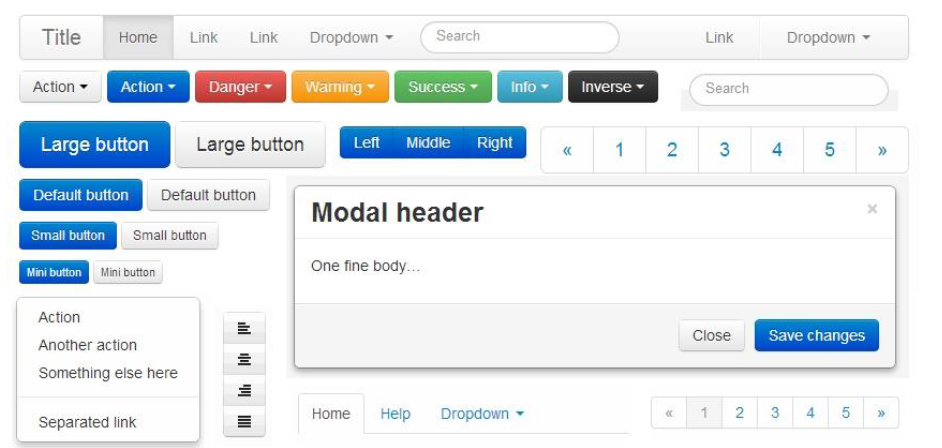 Title Home Link Link Dropdown Search Link Dropdown
Action Action Danger Warning Success Info Inverse Search
Large button Large button Left Middle Right « 1 2 3 4 5 »
Default button Default button
Small button Small button
Mini button Mini button
Modal header ×
One fine body...
Close Save changes
Action
Another action
Something else here
Separated link
Home Help Dropdown « 1 2 3 4 5 »